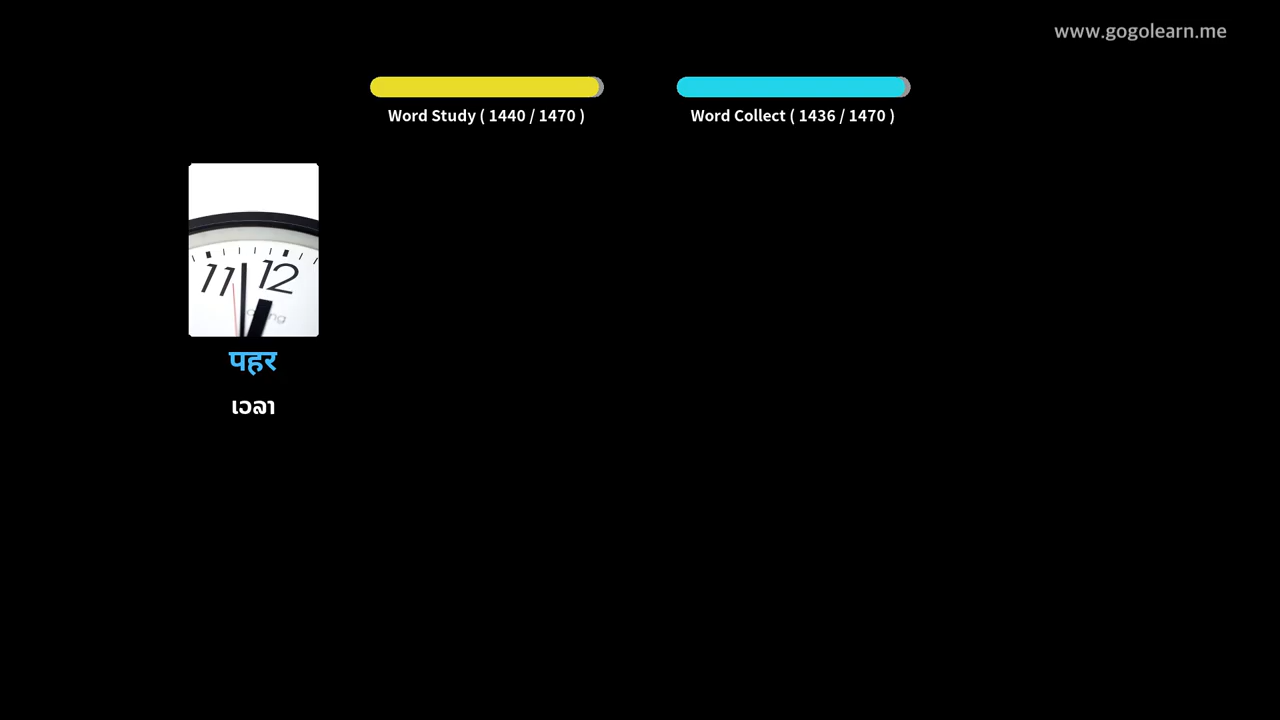 www.gogolearn.me
Word Study ( 1440 / 1470 )
Word Collect ( 1436 / 1470 )
11 12
पहर
ເວລາ